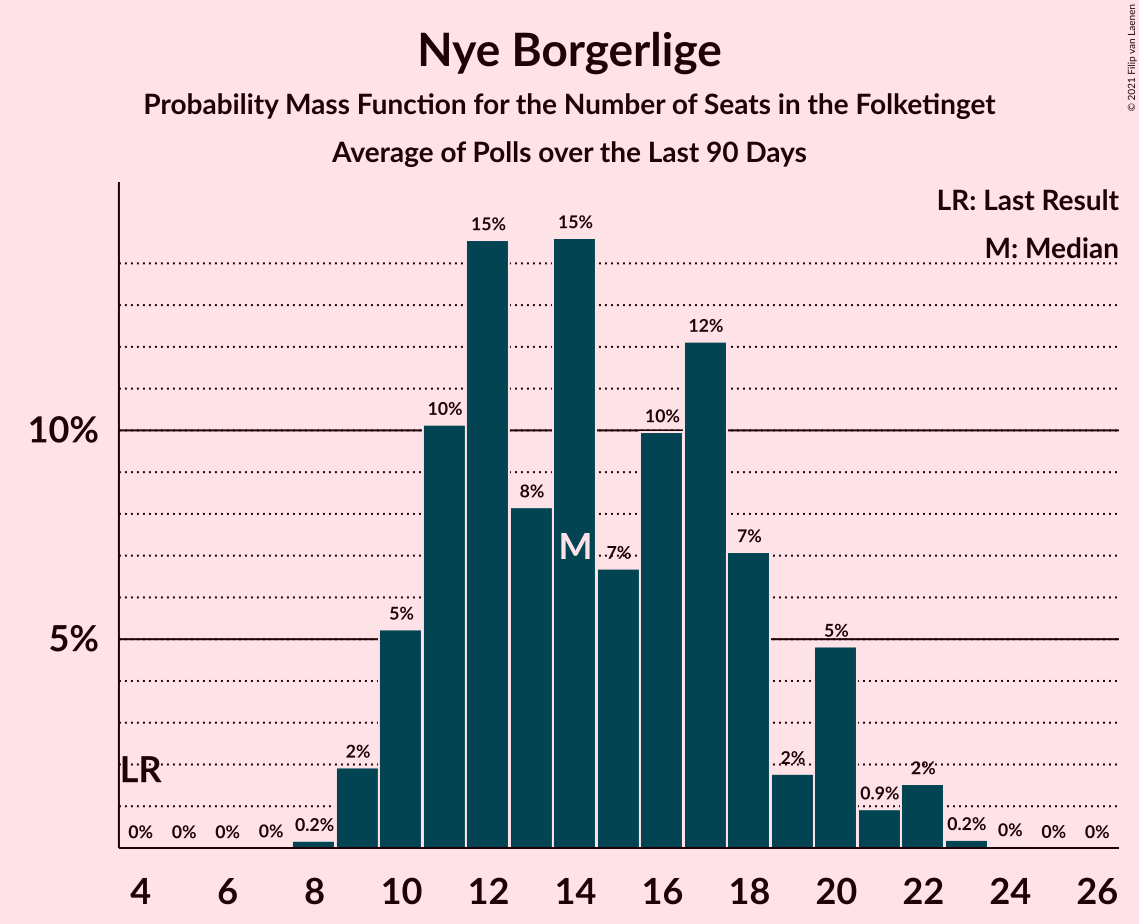 Nye Borgerlige
Probability Mass Function for the Number of Seats in the Folketinget
Average of Polls over the Last 90 Days
© 2021 Filip van Laenen
LR: Last Result
M: Median
10%
5%
LR
M
0% 0% 0% 0% 0.2% 2% 5% 10% 15% 8% 15% 7% 10% 12% 7% 2% 5% 0.9% 2% 0.2% 0% 0% 0%
4 6 8 10 12 14 16 18 20 22 24 26